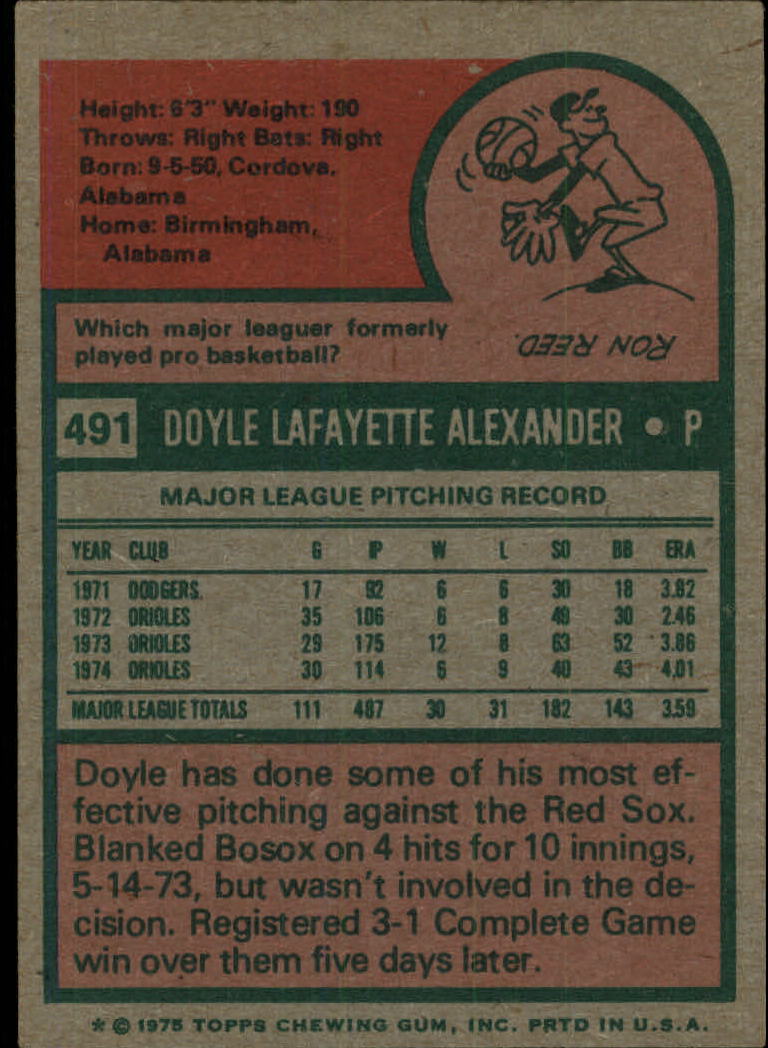 Height: 6'3" Weight: 190
Throws: Right Bats: Right
Born: 9-5-50, Cordova,
Alabama
Home: Birmingham,
Alabama
Which major leaguer formerly
played pro basketball?
RON REED.
491 DOYLE LAFAYETTE ALEXANDER • P
MAJOR LEAGUE PITCHING RECORD
YEAR CLUB G IP W L SO BB ERA
1971 DODGERS 17 92 6 6 30 18 3.82
1972 ORIOLES 35 106 6 8 49 30 2.46
1973 ORIOLES 29 175 12 8 63 52 3.86
1974 ORIOLES 30 114 6 9 40 43 4.01
MAJOR LEAGUE TOTALS 111 487 30 31 182 143 3.59
Doyle has done some of his most ef-
fective pitching against the Red Sox.
Blanked Bosox on 4 hits for 10 innings,
5-14-73, but wasn't involved in the de-
cision. Registered 3-1 Complete Game
win over them five days later.
* © 1975 TOPPS CHEWING GUM, INC. PRTD IN U.S.A.